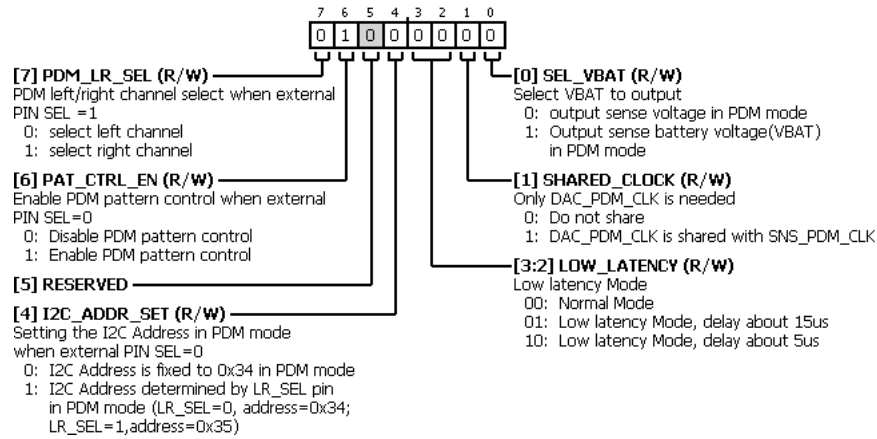 7 6 5 4 3 2 1 0
0 1 0 0 0 0 0 0
[7] PDM_LR_SEL (R/W)
PDM left/right channel select when external
PIN SEL =1
0: select left channel
1: select right channel
[6] PAT_CTRL_EN (R/W)
Enable PDM pattern control when external
PIN SEL=0
0: Disable PDM pattern control
1: Enable PDM pattern control
[5] RESERVED
[4] I2C_ADDR_SET (R/W)
Setting the I2C Address in PDM mode
when external PIN SEL=0
0: I2C Address is fixed to 0x34 in PDM mode
1: I2C Address determined by LR_SEL pin
in PDM mode (LR_SEL=0, address=0x34;
LR_SEL=1,address=0x35)
[0] SEL_VBAT (R/W)
Select VBAT to output
0: output sense voltage in PDM mode
1: Output sense battery voltage(VBAT)
in PDM mode
[1] SHARED_CLOCK (R/W)
Only DAC_PDM_CLK is needed
0: Do not share
1: DAC_PDM_CLK is shared with SNS_PDM_CLK
[3:2] LOW_LATENCY (R/W)
Low latency Mode
00: Normal Mode
01: Low latency Mode, delay about 15us
10: Low latency Mode, delay about 5us